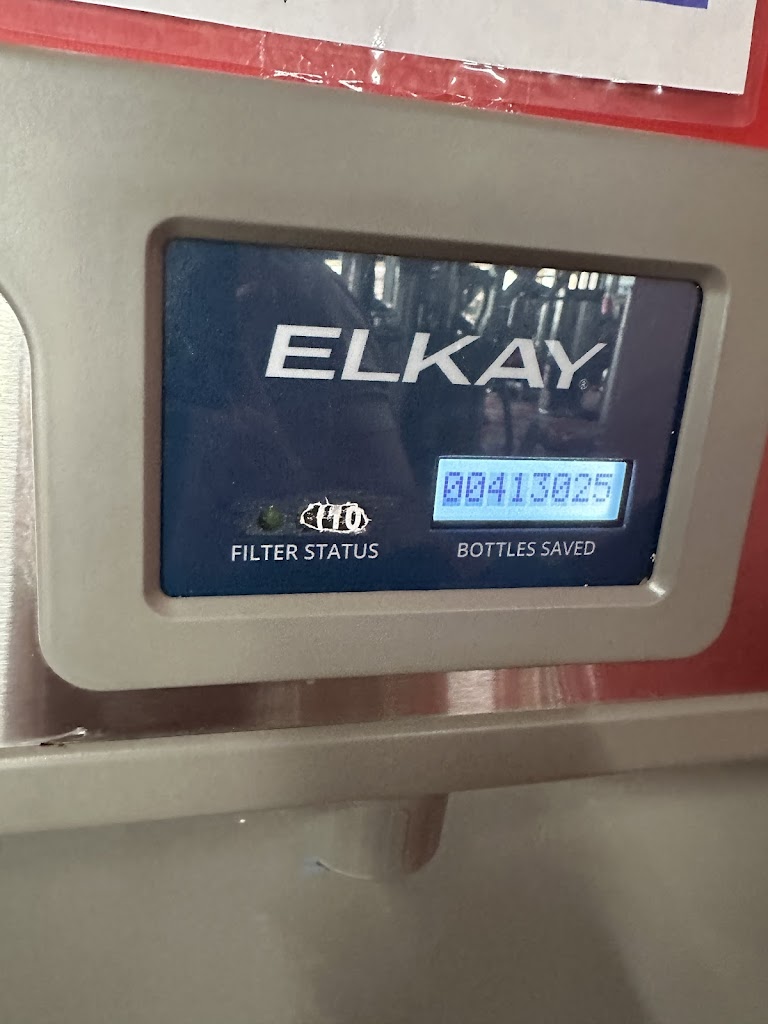 ELKAY®
00413025
FILTER STATUS
BOTTLES SAVED